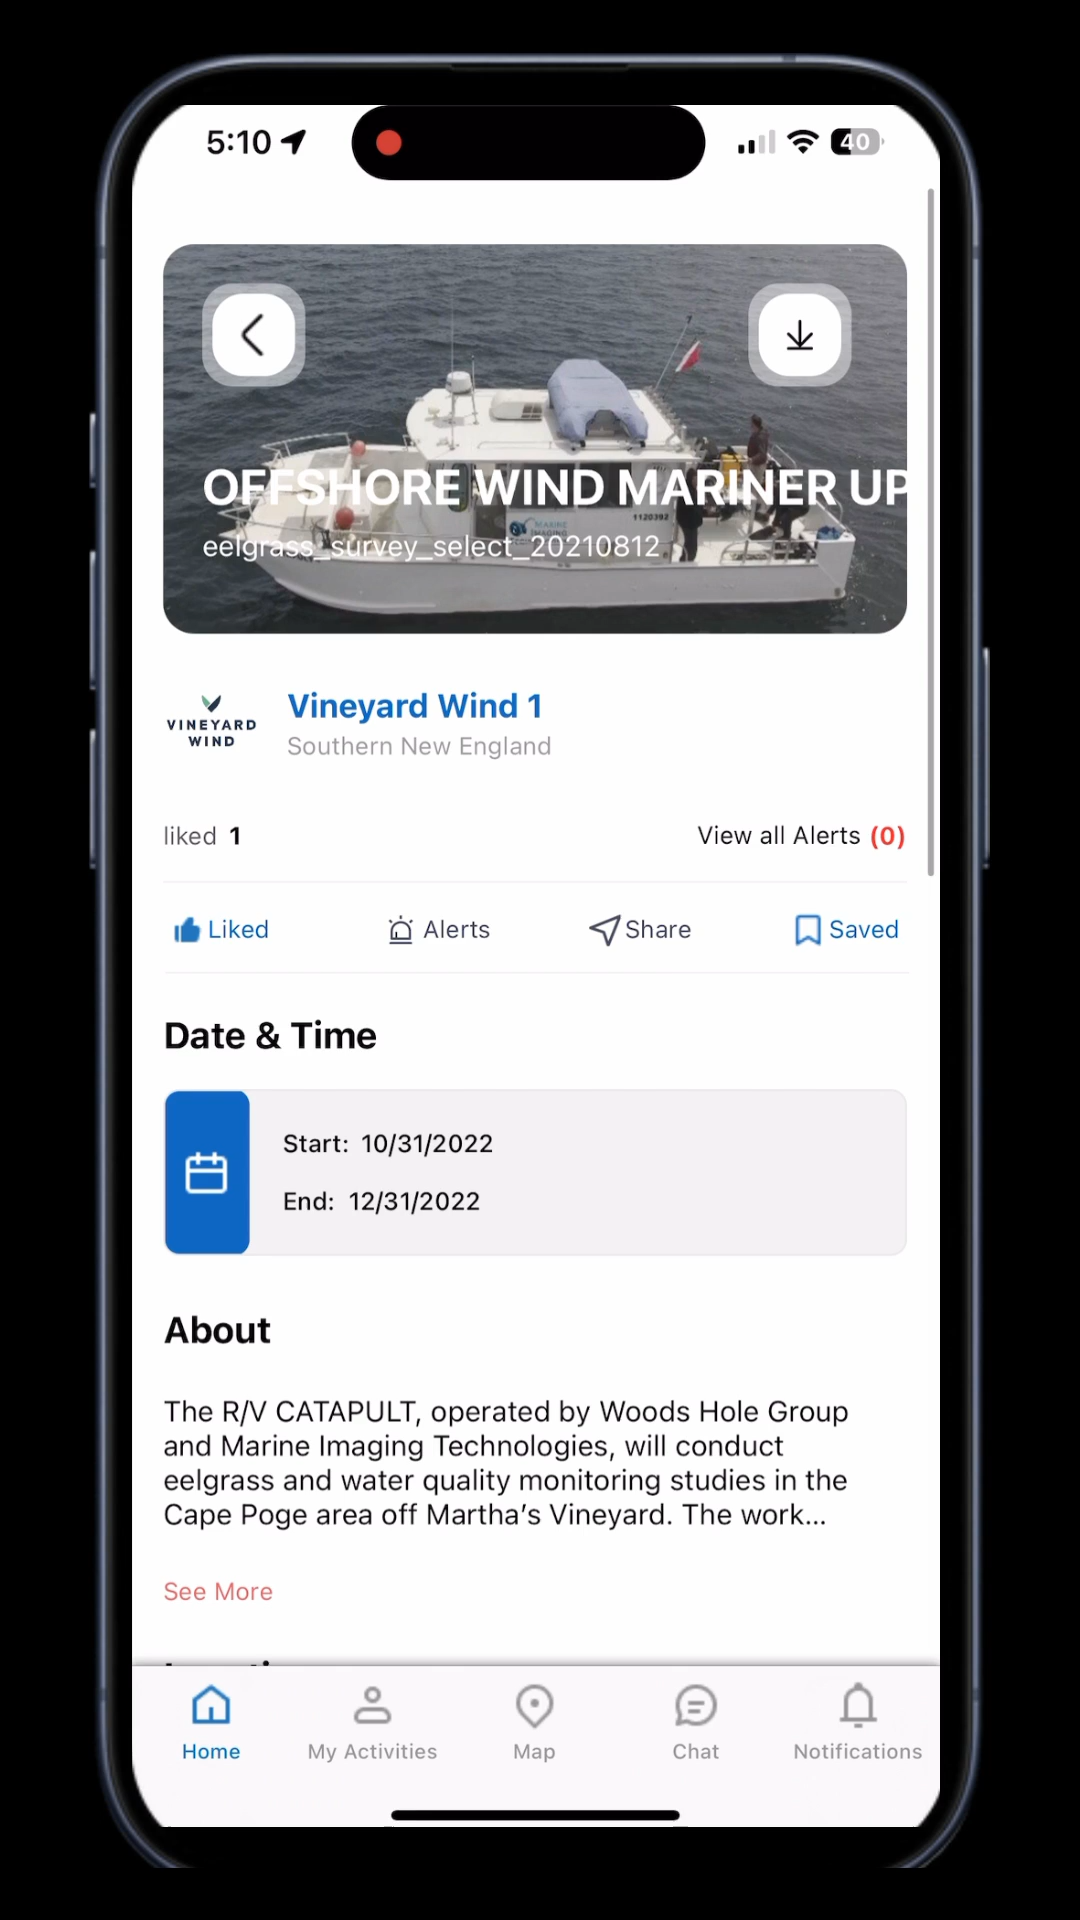 5:10
40
OFFSHORE WIND MARINER UP
eelgrass_survey_select_20210812
MARINE
IMAGING
1120392
VINEYARD
WIND
Vineyard Wind 1
Southern New England
liked 1
View all Alerts (0)
Liked
Alerts
Share
Saved
Date & Time
Start: 10/31/2022
End: 12/31/2022
About
The R/V CATAPULT, operated by Woods Hole Group
and Marine Imaging Technologies, will conduct
eelgrass and water quality monitoring studies in the
Cape Poge area off Martha's Vineyard. The work...
See More
Home
My Activities
Map
Chat
Notifications